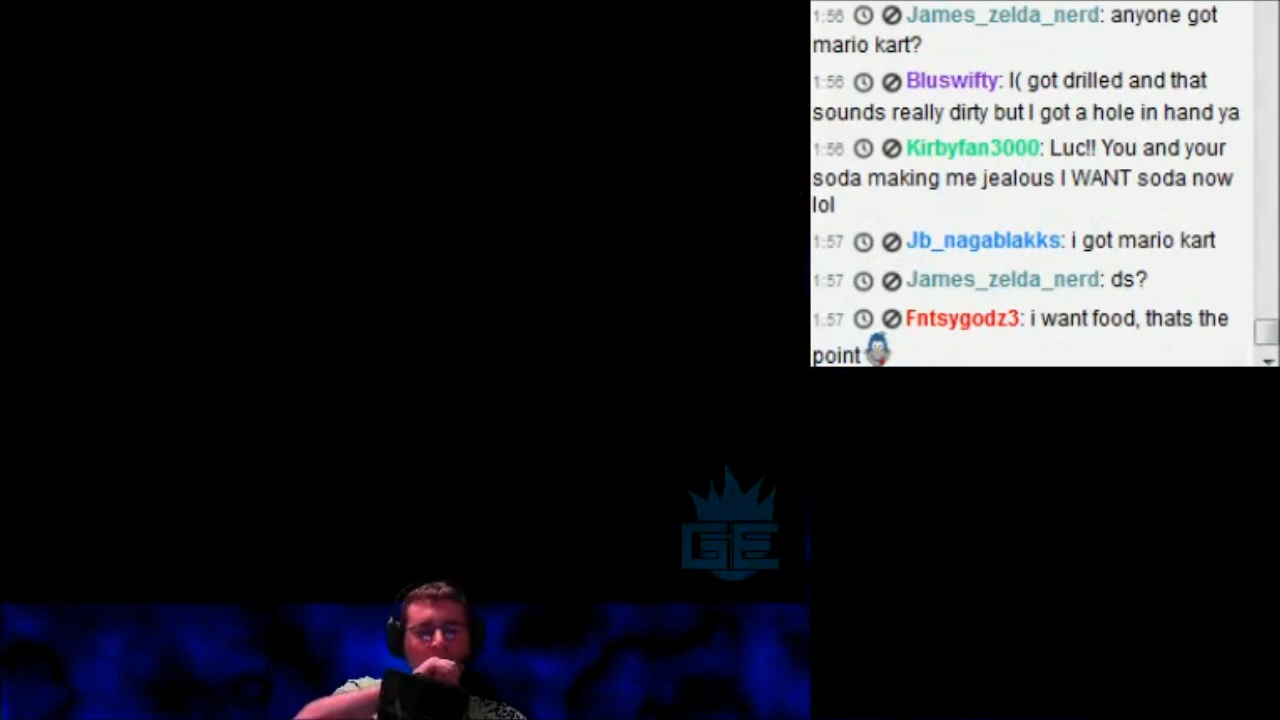 1:56 James_zelda_nerd: anyone got
mario kart?
1:56 Bluswifty: I( got drilled and that
sounds really dirty but I got a hole in hand ya
1:56 Kirbyfan3000: Luc!! You and your
soda making me jealous I WANT soda now
lol
1:57 Jb_nagablakks: i got mario kart
1:57 James_zelda_nerd: ds?
1:57 Fntsygodz3: i want food, thats the
point
GE